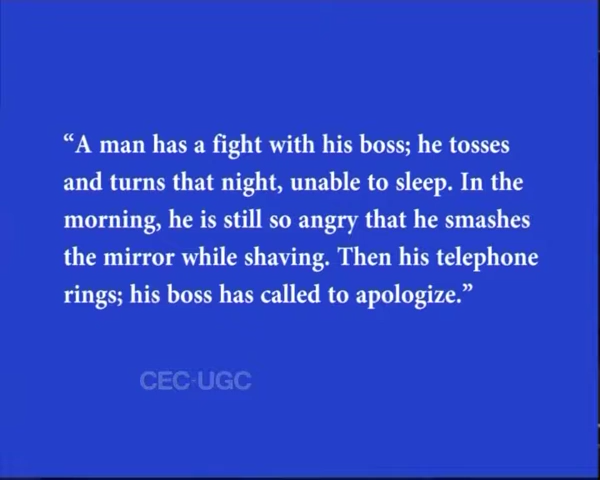 “A man has a fight with his boss; he tosses
and turns that night, unable to sleep. In the
morning, he is still so angry that he smashes
the mirror while shaving. Then his telephone
rings; his boss has called to apologize.”
CEC-UGC